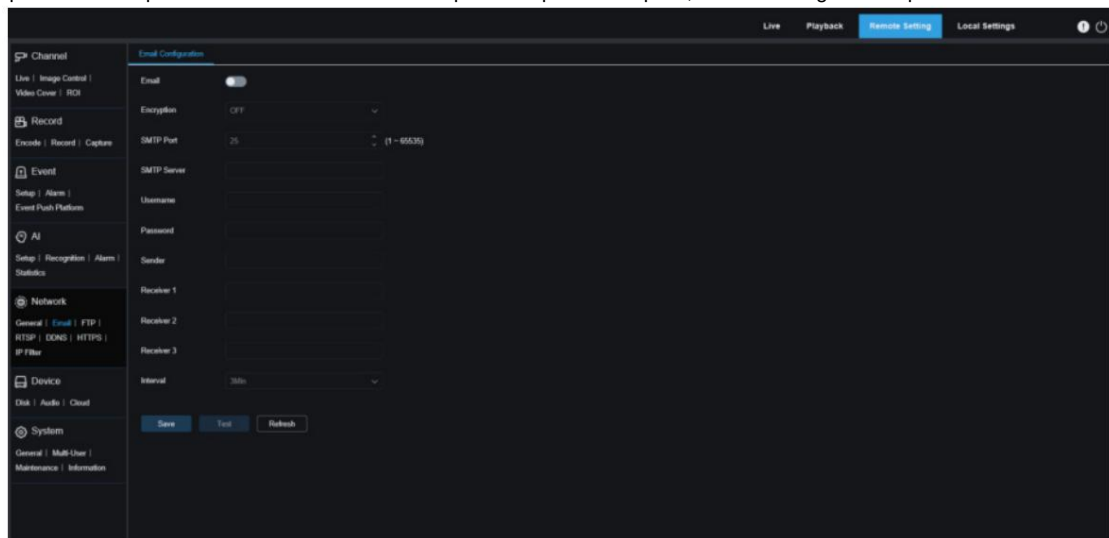 Live Playback Remote Setting Local Settings
Channel
Live | Image Control |
Video Cover | ROI
Record
Encode | Record | Capture
Event
Setup | Alarm |
Event Push Platform
AI
Setup | Recognition | Alarm |
Statistics
Network
General | Email | FTP |
RTSP | DDNS | HTTPS |
IP Filter
Device
Disk | Audio | Cloud
System
General | Multi-User |
Maintenance | Information
Email Configuration
Email
Encryption OFF
SMTP Port 25 (1 ~ 65535)
SMTP Server
Username
Password
Sender
Receiver 1
Receiver 2
Receiver 3
Interval 3Min
Save Test Refresh